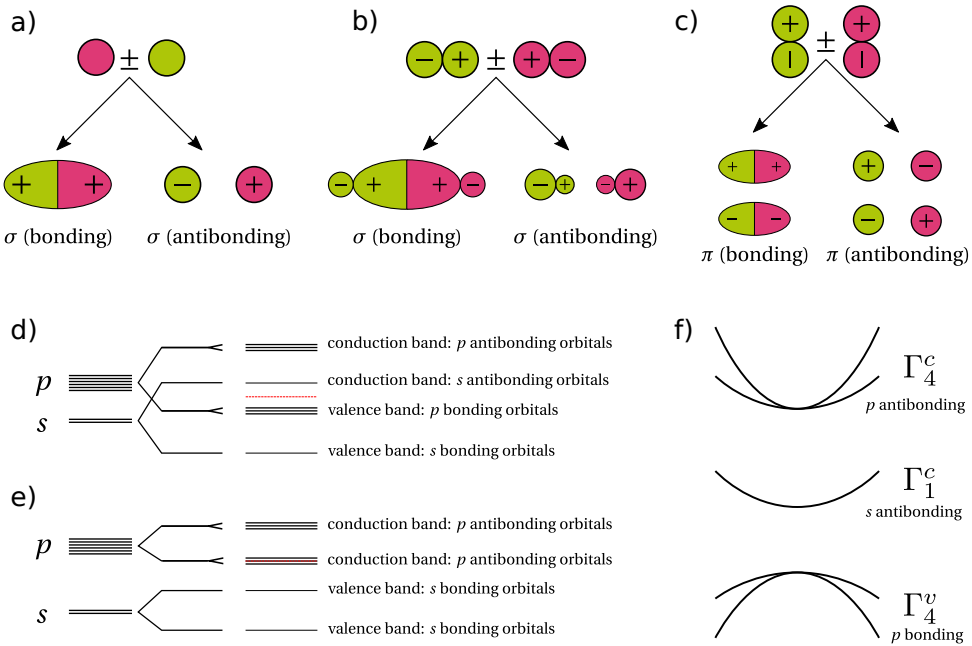 a)
±
+ +
− +
σ (bonding)
σ (antibonding)
b)
− + ± + −
− + + −
− + − +
σ (bonding)
σ (antibonding)
c)
+ ± +
− −
+ +
− −
+ −
− +
π (bonding)
π (antibonding)
d)
p
s
conduction band: p antibonding orbitals
conduction band: s antibonding orbitals
valence band: p bonding orbitals
valence band: s bonding orbitals
e)
p
s
conduction band: p antibonding orbitals
conduction band: p antibonding orbitals
valence band: s bonding orbitals
valence band: s bonding orbitals
f)
Γ₄ᶜ
p antibonding
Γ₁ᶜ
s antibonding
Γ₄ᵛ
p bonding